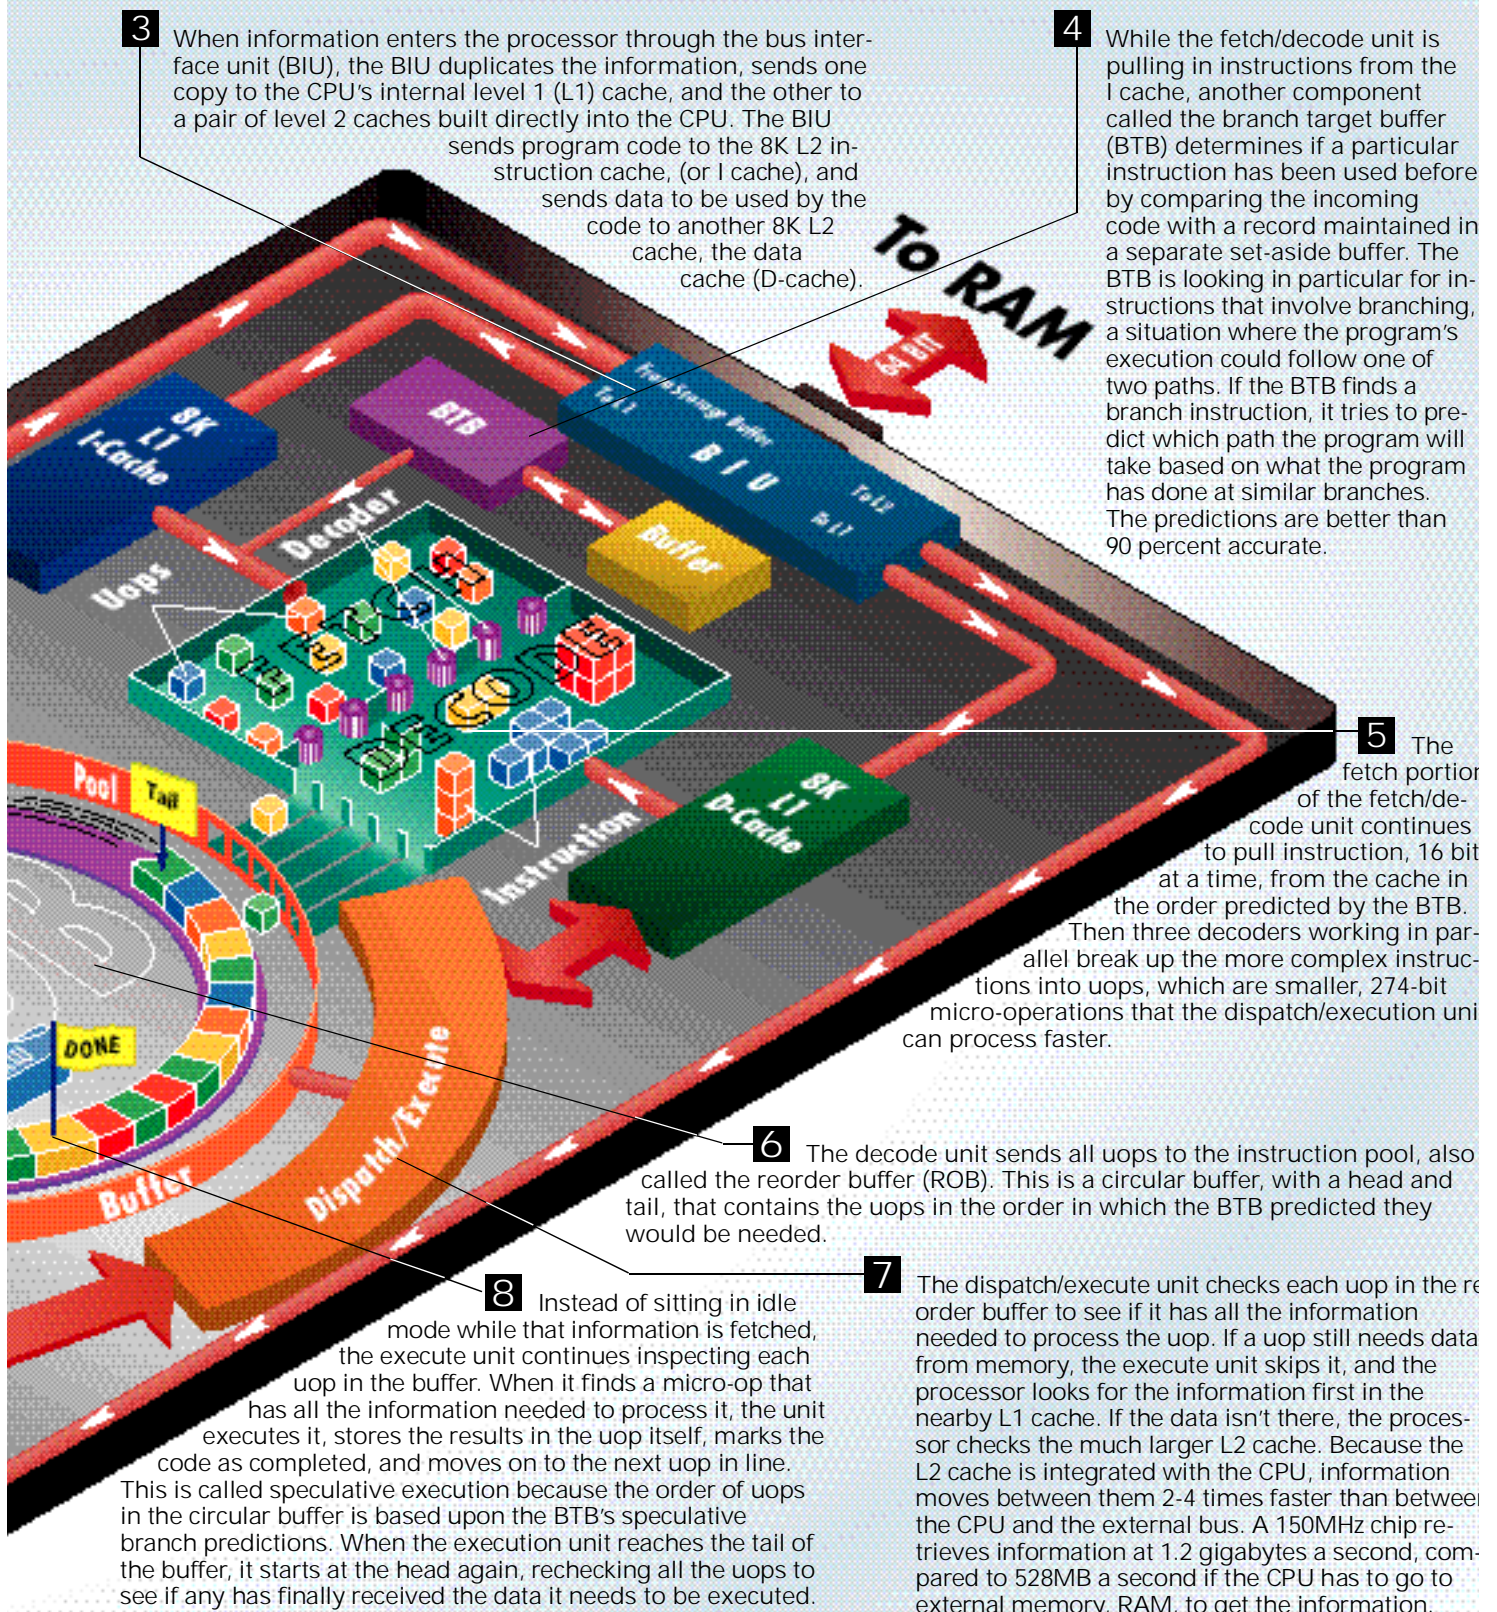 3
When information enters the processor through the bus inter-
face unit (BIU), the BIU duplicates the information, sends one
copy to the CPU's internal level 1 (L1) cache, and the other to
a pair of level 2 caches built directly into the CPU. The BIU
sends program code to the 8K L2 in-
struction cache, (or I cache), and
sends data to be used by the
code to another 8K L2
cache, the data
cache (D-cache).
4
While the fetch/decode unit is
pulling in instructions from the
I cache, another component
called the branch target buffer
(BTB) determines if a particular
instruction has been used before
by comparing the incoming
code with a record maintained in
a separate set-aside buffer. The
BTB is looking in particular for in-
structions that involve branching,
a situation where the program's
execution could follow one of
two paths. If the BTB finds a
branch instruction, it tries to pre-
dict which path the program will
take based on what the program
has done at similar branches.
The predictions are better than
90 percent accurate.
To RAM
64 BIT
Buffer
To L1
BIU
To L2
To L1
8K
L1
I-Cache
BTB
Buffer
Decoder
Uops
FETCH
DECODE
8K
L1
D-Cache
Instruction
Pool
Tail
DONE
Buffer
Dispatch/Execute
5 The
fetch portion
of the fetch/de-
code unit continues
to pull instruction, 16 bit
at a time, from the cache in
the order predicted by the BTB.
Then three decoders working in par-
allel break up the more complex instruc-
tions into uops, which are smaller, 274-bit
micro-operations that the dispatch/execution uni
can process faster.
6 The decode unit sends all uops to the instruction pool, also
called the reorder buffer (ROB). This is a circular buffer, with a head and
tail, that contains the uops in the order in which the BTB predicted they
would be needed.
7
The dispatch/execute unit checks each uop in the re
order buffer to see if it has all the information
needed to process the uop. If a uop still needs data
from memory, the execute unit skips it, and the
processor looks for the information first in the
nearby L1 cache. If the data isn't there, the proces-
sor checks the much larger L2 cache. Because the
L2 cache is integrated with the CPU, information
moves between them 2-4 times faster than between
the CPU and the external bus. A 150MHz chip re-
trieves information at 1.2 gigabytes a second, com-
pared to 528MB a second if the CPU has to go to
external memory, RAM, to get the information.
8 Instead of sitting in idle
mode while that information is fetched,
the execute unit continues inspecting each
uop in the buffer. When it finds a micro-op that
has all the information needed to process it, the unit
executes it, stores the results in the uop itself, marks the
code as completed, and moves on to the next uop in line.
This is called speculative execution because the order of uops
in the circular buffer is based upon the BTB's speculative
branch predictions. When the execution unit reaches the tail of
the buffer, it starts at the head again, rechecking all the uops to
see if any has finally received the data it needs to be executed.